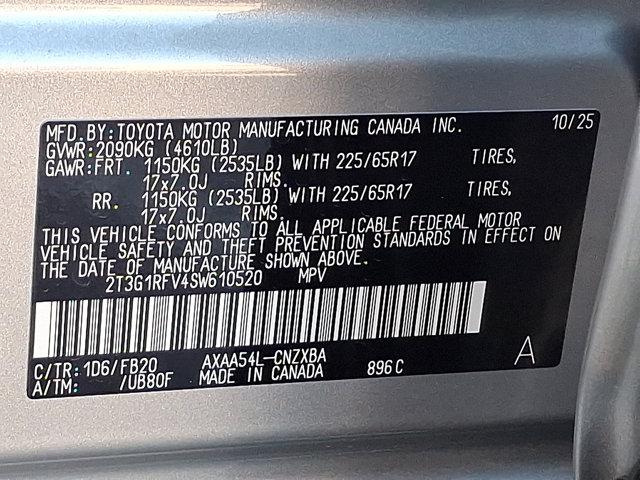 MFD.BY:TOYOTA MOTOR MANUFACTURING CANADA INC. 10/25
GVWR:2090KG (4610LB)
GAWR:FRT. 1150KG (2535LB) WITH 225/65R17 TIRES,
17x7.0J RIMS.
RR. 1150KG (2535LB) WITH 225/65R17 TIRES,
17x7.0J RIMS.
THIS VEHICLE CONFORMS TO ALL APPLICABLE FEDERAL MOTOR
VEHICLE SAFETY AND THEFT PREVENTION STANDARDS IN EFFECT ON
THE DATE OF MANUFACTURE SHOWN ABOVE.
2T3G1RFV4SW610520 MPV
C/TR:1D6/FB20 AXAA54L-CNZXBA 896C A
A/TM: /UB80F MADE IN CANADA